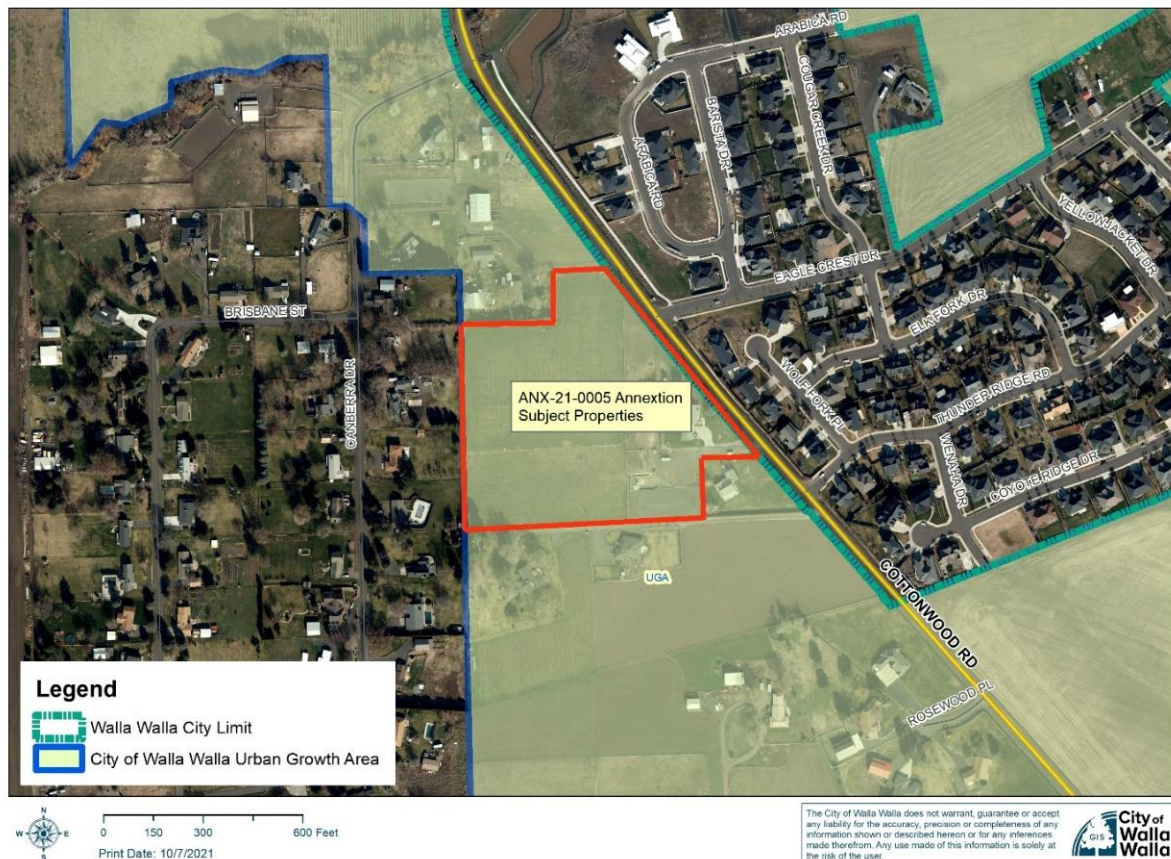 ARABICA RD
COUGAR CREEK DR
BARISTA DR
ARABICA RD
YELLOWJACKET DR
EAGLE CREST DR
ELK FORK DR
BRISBANE ST
CANBERRA DR
WOLF FORK PL
THUNDER RIDGE RD
WENAHA DR
COYOTE RIDGE DR
ANX-21-0005 Annextion
Subject Properties
UGA
COTTONWOOD RD
ROSEWOOD PL
Legend
Walla Walla City Limit
City of Walla Walla Urban Growth Area
N
W
E
S
0 150 300 600 Feet
Print Date: 10/7/2021
The City of Walla Walla does not warrant, guarantee or accept
any liability for the accuracy, precision or completeness of any
information shown or described hereon or for any inferences
made therefrom. Any use made of this information is solely at
the risk of the user.
GIS
City of
Walla
Walla